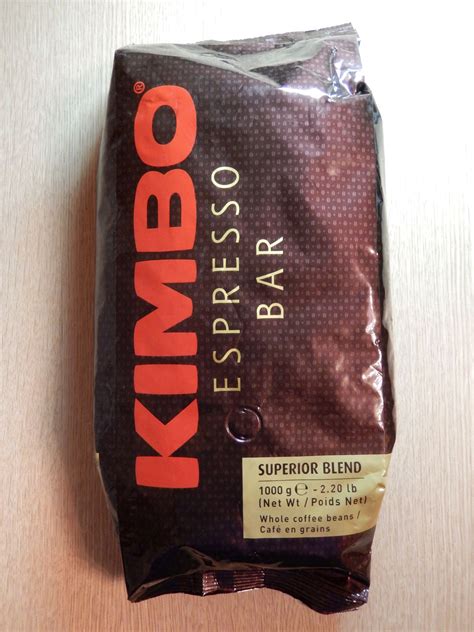 KIMBO®
ESPRESSO
BAR
SUPERIOR BLEND
1000 g ℮ - 2.20 lb
(Net Wt / Poids Net)
Whole coffee beans /
Café en grains